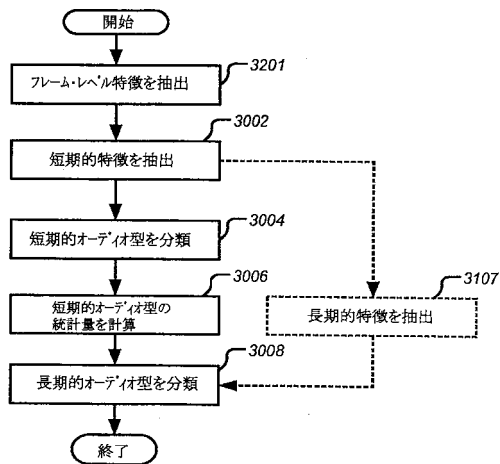 開始
3201
フレーム・レベル特徴を抽出
3002
短期的特徴を抽出
3004
短期的オーディオ型を分類
3006
3107
短期的オーディオ型の
統計量を計算
長期的特徴を抽出
3008
長期的オーディオ型を分類
終了